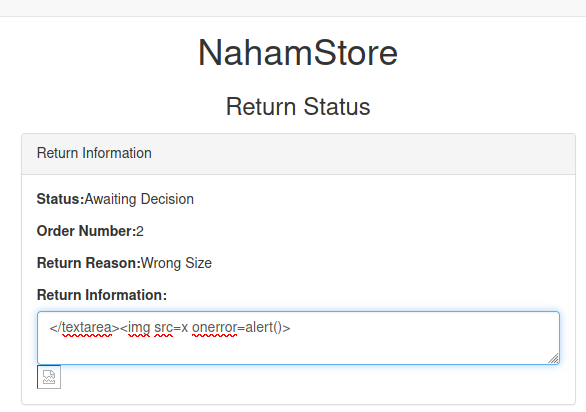 NahamStore
Return Status
Return Information
Status:Awaiting Decision
Order Number:2
Return Reason:Wrong Size
Return Information:
</textarea><img src=x onerror=alert()>